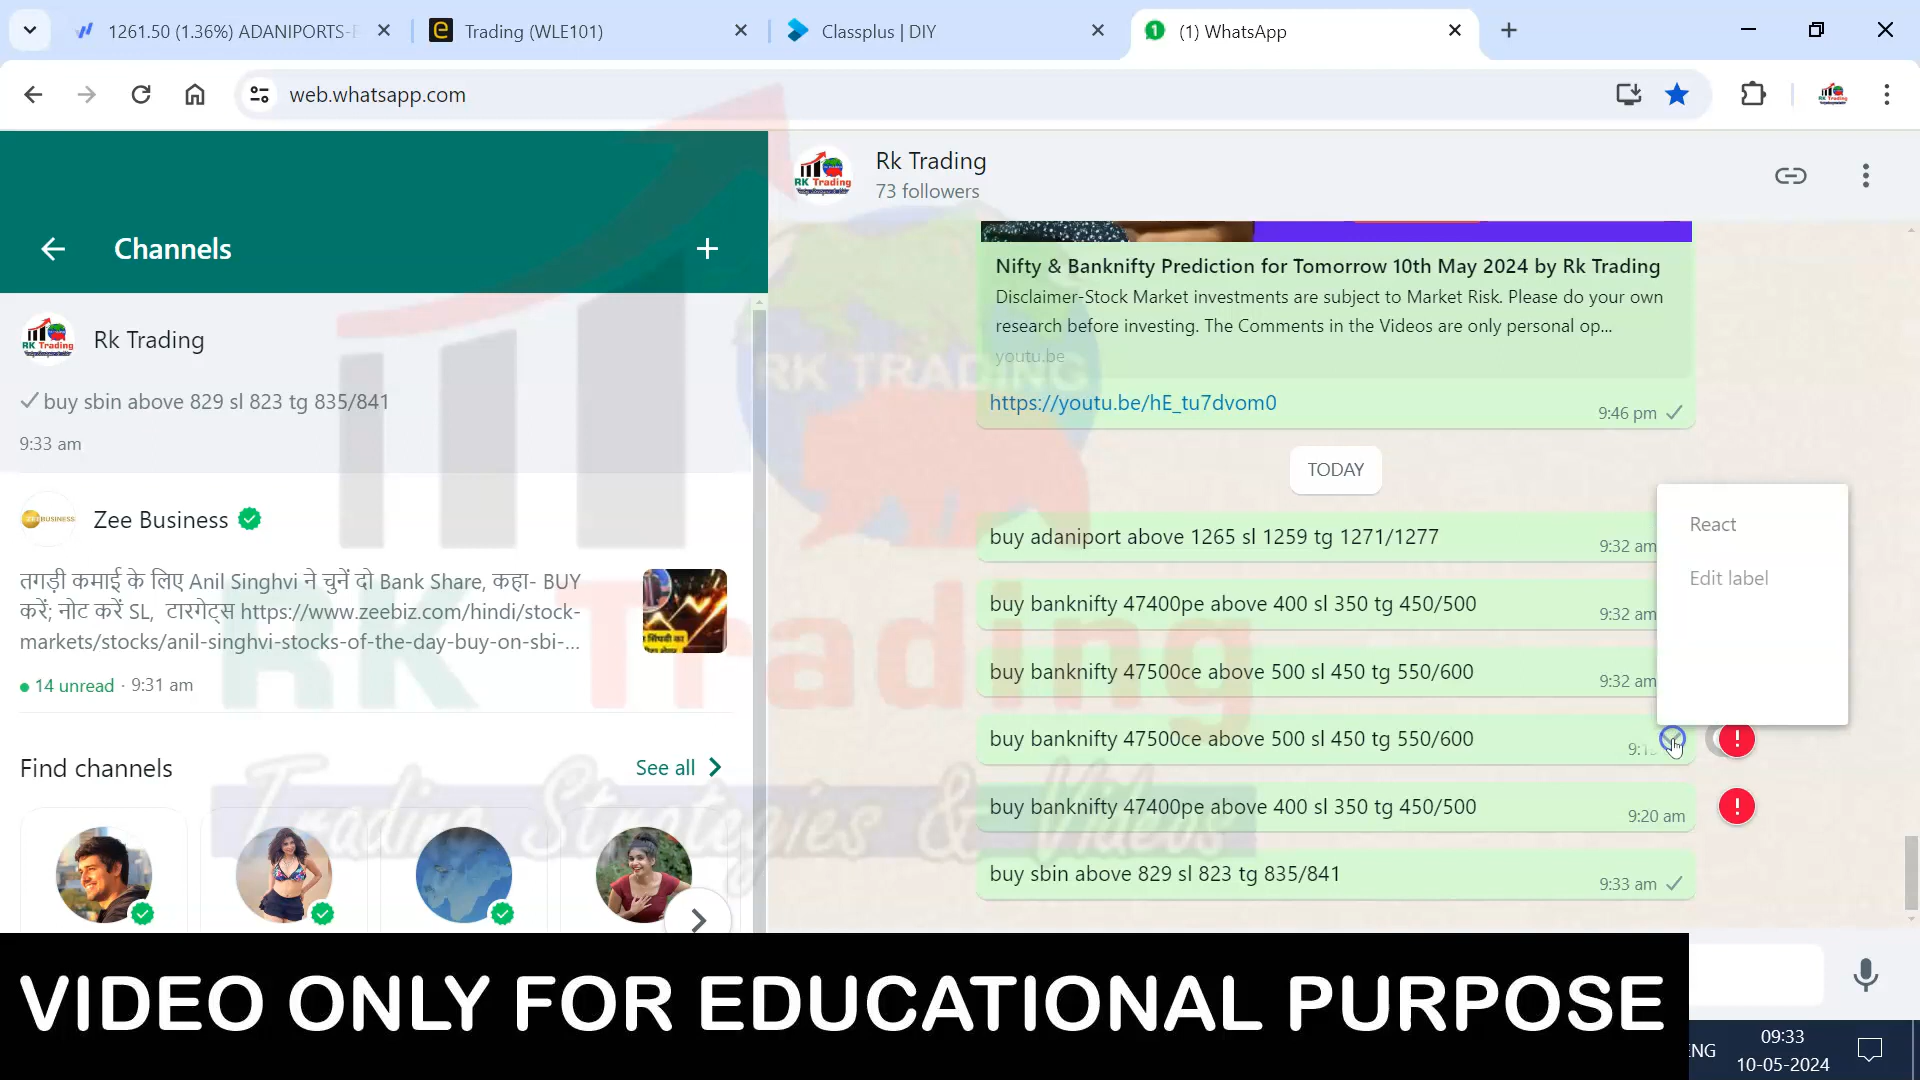 1261.50 (1.36%) ADANIPORTS-
Trading (WLE101)
Classplus | DIY
(1) WhatsApp
web.whatsapp.com
Channels
Rk Trading
buy sbin above 829 sl 823 tg 835/841
9:33 am
Zee Business
तगड़ी कमाई के लिए Anil Singhvi ने चुनें दो Bank Share, कहा- BUY
करें; नोट करें SL, टारगेट्स https://www.zeebiz.com/hindi/stock-
markets/stocks/anil-singhvi-stocks-of-the-day-buy-on-sbi-...
14 unread · 9:31 am
Find channels
See all
Rk Trading
73 followers
Nifty & Banknifty Prediction for Tomorrow 10th May 2024 by Rk Trading
Disclaimer-Stock Market investments are subject to Market Risk. Please do your own
research before investing. The Comments in the Videos are only personal op...
youtu.be
https://youtu.be/hE_tu7dvom0
9:46 pm
TODAY
buy adaniport above 1265 sl 1259 tg 1271/1277
9:32 am
buy banknifty 47400pe above 400 sl 350 tg 450/500
9:32 am
buy banknifty 47500ce above 500 sl 450 tg 550/600
9:32 am
buy banknifty 47500ce above 500 sl 450 tg 550/600
buy banknifty 47400pe above 400 sl 350 tg 450/500
9:20 am
buy sbin above 829 sl 823 tg 835/841
9:33 am
React
Edit label
RK TRADING
RK Trading
Trading Strategies & Videos
VIDEO ONLY FOR EDUCATIONAL PURPOSE
ENG
09:33
10-05-2024